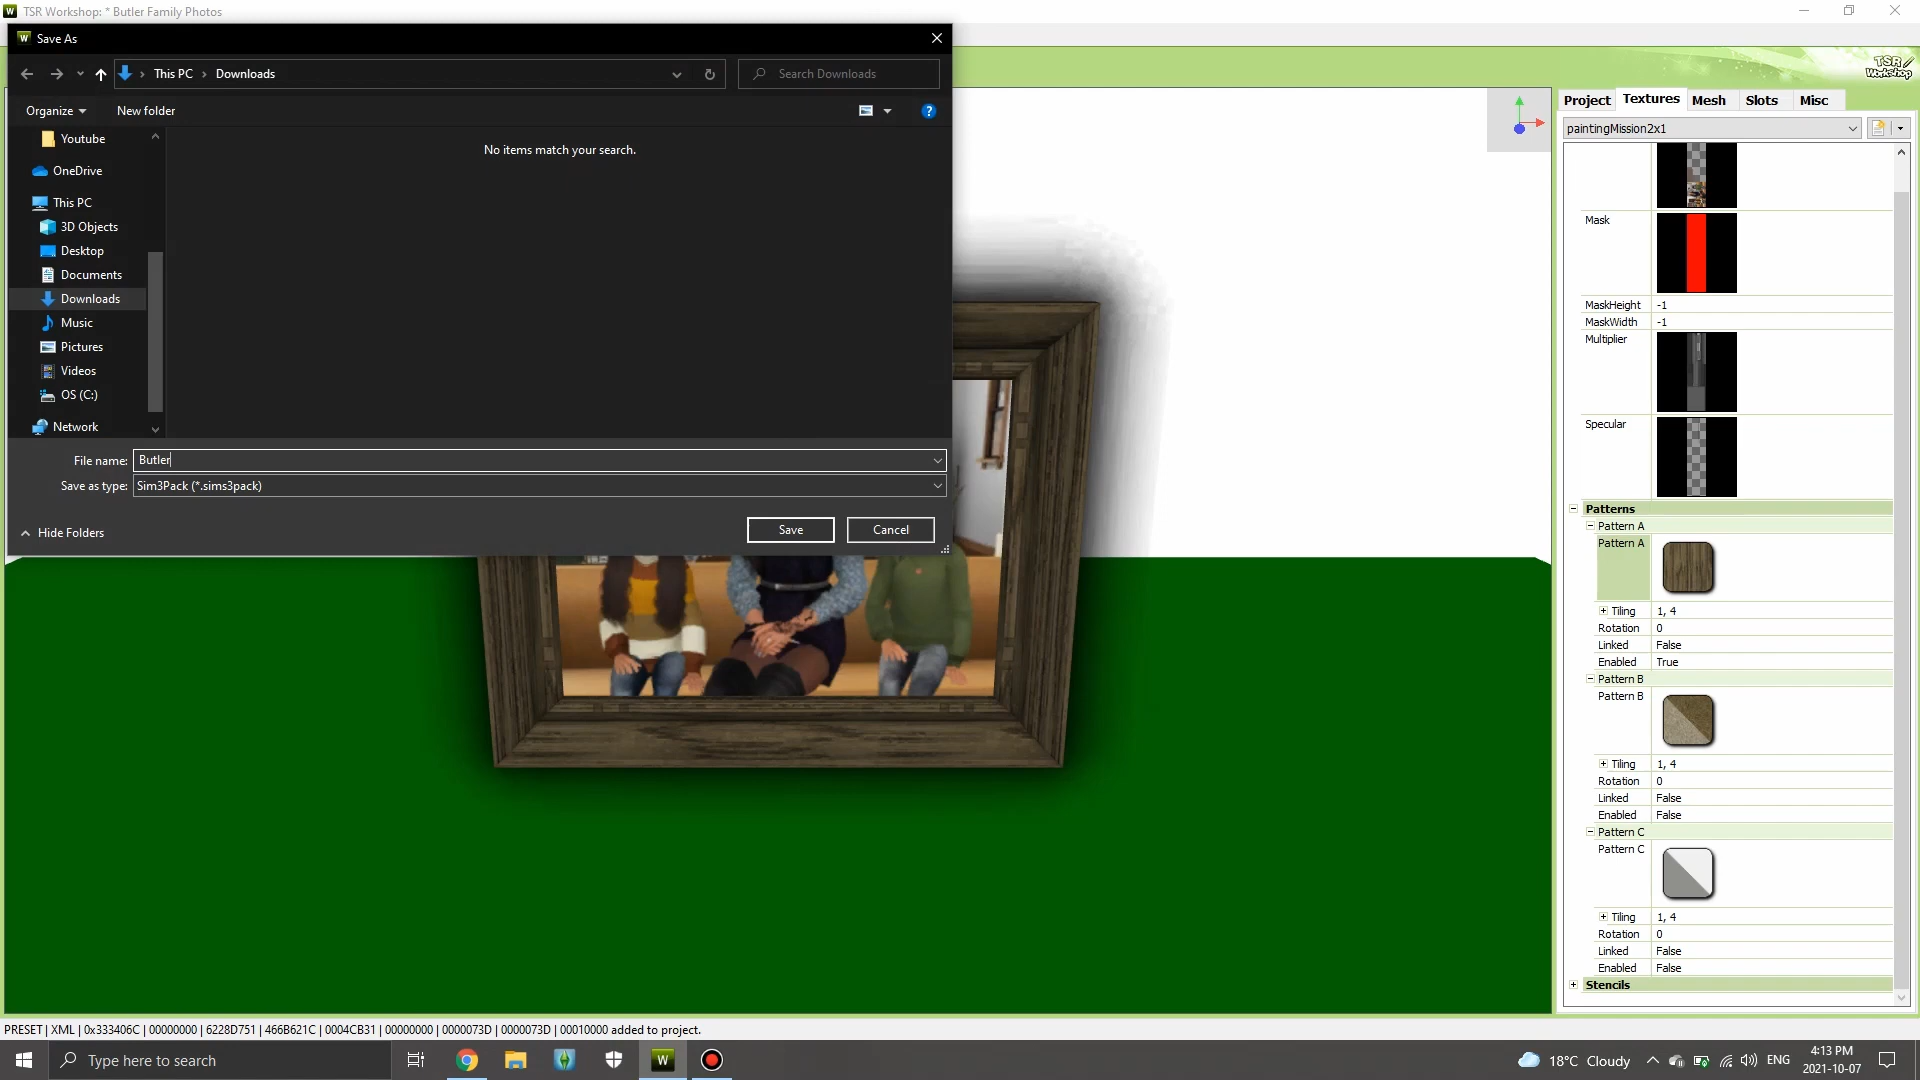 TSR Workshop: * Butler Family Photos
Save As
This PC
Downloads
Search Downloads
Organize
New folder
Youtube
No items match your search.
OneDrive
This PC
3D Objects
Desktop
Documents
Downloads
Music
Pictures
Videos
OS (C:)
Network
File name: Butler
Save as type: Sim3Pack (*.sims3pack)
Hide Folders
Save
Cancel
TSR Workshop
Project Textures Mesh Slots Misc
paintingMission2x1
Mask
MaskHeight -1
MaskWidth -1
Multiplier
Specular
Patterns
Pattern A
Pattern A
Tiling 1, 4
Rotation 0
Linked False
Enabled True
Pattern B
Pattern B
Tiling 1, 4
Rotation 0
Linked False
Enabled False
Pattern C
Pattern C
Tiling 1, 4
Rotation 0
Linked False
Enabled False
Stencils
PRESET | XML | 0x333406C | 00000000 | 6228D751 | 466B621C | 0004CB31 | 00000000 | 0000073D | 0000073D | 00010000 added to project.
Type here to search
W
18°C Cloudy
ENG
4:13 PM
2021-10-07